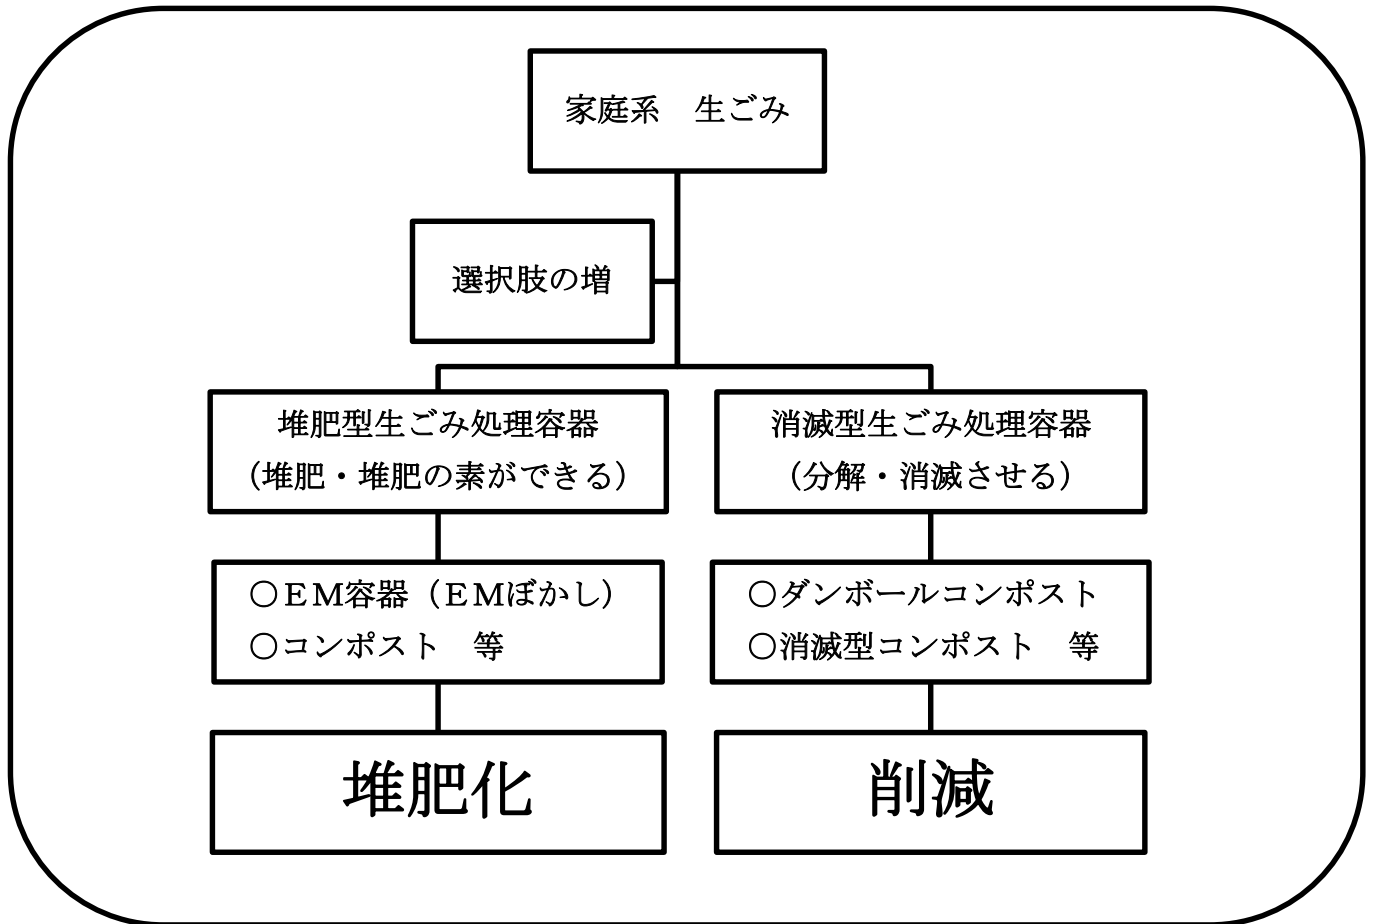 家庭系　生ごみ
選択肢の増
堆肥型生ごみ処理容器
（堆肥・堆肥の素ができる）
消滅型生ごみ処理容器
（分解・消滅させる）
〇ＥＭ容器（ＥＭぼかし）
〇コンポスト　等
〇ダンボールコンポスト
〇消滅型コンポスト　等
堆肥化
削減